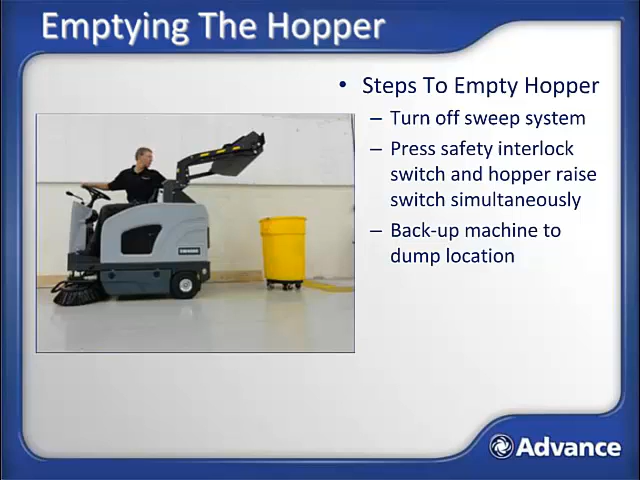 Emptying The Hopper
• Steps To Empty Hopper
– Turn off sweep system
– Press safety interlock
switch and hopper raise
switch simultaneously
– Back-up machine to
dump location
Advance